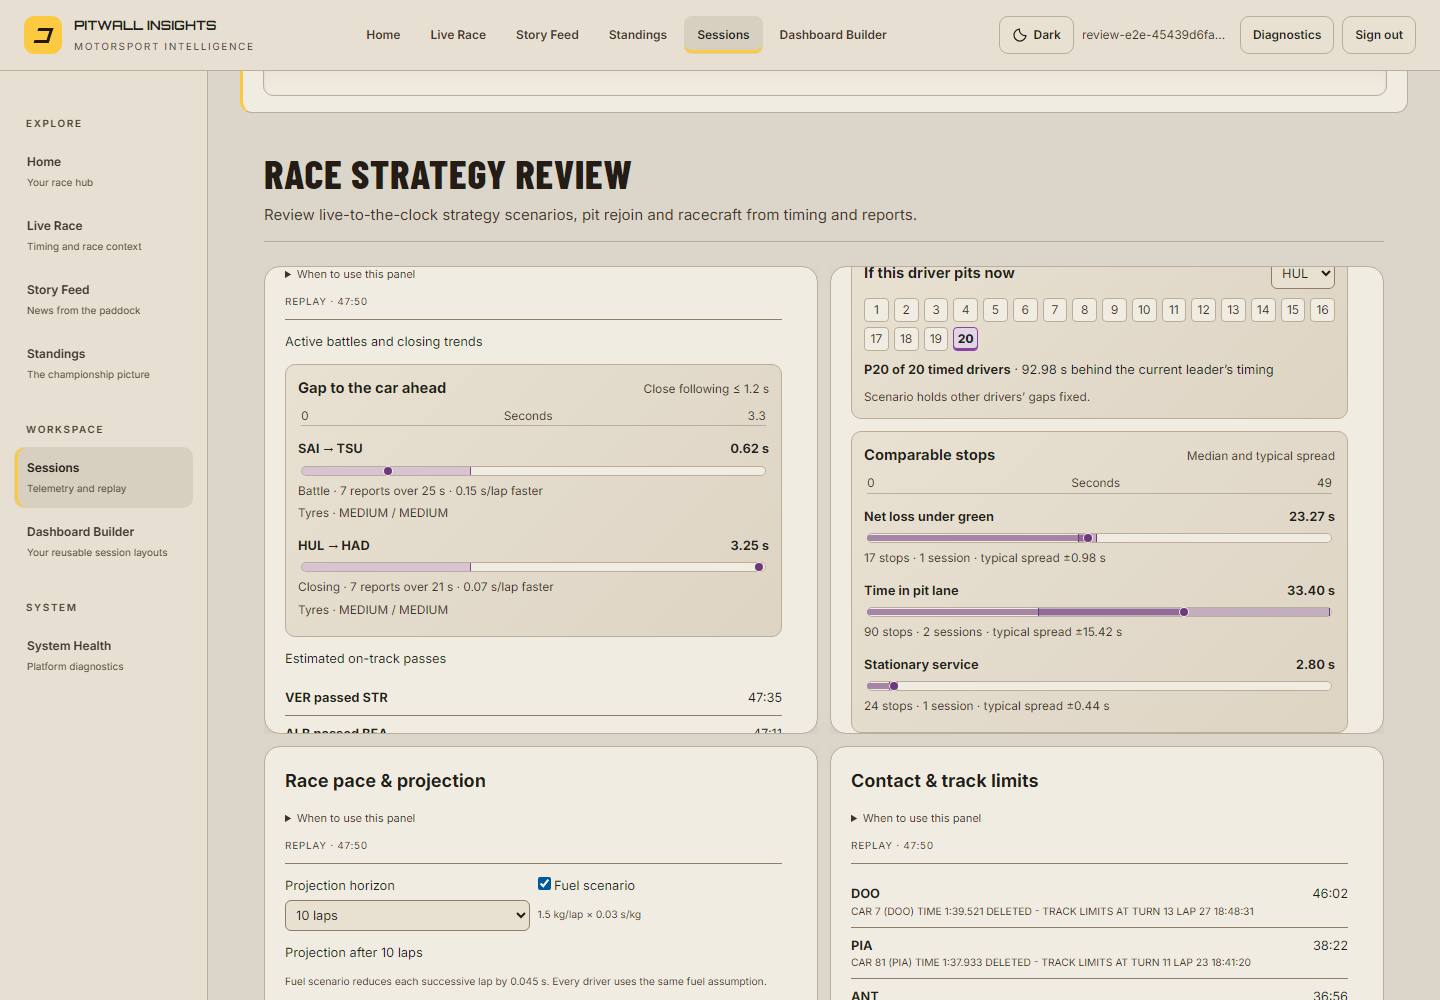 PITWALL INSIGHTS
MOTORSPORT INTELLIGENCE
Home
Live Race
Story Feed
Standings
Sessions
Dashboard Builder
Dark
review-e2e-45439d6fa...
Diagnostics
Sign out
EXPLORE
Home
Your race hub
Live Race
Timing and race context
Story Feed
News from the paddock
Standings
The championship picture
WORKSPACE
Sessions
Telemetry and replay
Dashboard Builder
Your reusable session layouts
SYSTEM
System Health
Platform diagnostics
RACE STRATEGY REVIEW
Review live-to-the-clock strategy scenarios, pit rejoin and racecraft from timing and reports.
When to use this panel
REPLAY · 47:50
Active battles and closing trends
Gap to the car ahead
Close following ≤ 1.2 s
0 Seconds 3.3
SAI → TSU 0.62 s
Battle · 7 reports over 25 s · 0.15 s/lap faster
Tyres · MEDIUM / MEDIUM
HUL → HAD 3.25 s
Closing · 7 reports over 21 s · 0.07 s/lap faster
Tyres · MEDIUM / MEDIUM
Estimated on-track passes
VER passed STR 47:35
ALB passed BEA 47:11
If this driver pits now HUL
1 2 3 4 5 6 7 8 9 10 11 12 13 14 15 16
17 18 19 20
P20 of 20 timed drivers · 92.98 s behind the current leader's timing
Scenario holds other drivers' gaps fixed.
Comparable stops Median and typical spread
0 Seconds 49
Net loss under green 23.27 s
17 stops · 1 session · typical spread ±0.98 s
Time in pit lane 33.40 s
90 stops · 2 sessions · typical spread ±15.42 s
Stationary service 2.80 s
24 stops · 1 session · typical spread ±0.44 s
Race pace & projection
When to use this panel
REPLAY · 47:50
Projection horizon
Fuel scenario
10 laps
1.5 kg/lap × 0.03 s/kg
Projection after 10 laps
Fuel scenario reduces each successive lap by 0.045 s. Every driver uses the same fuel assumption.
Contact & track limits
When to use this panel
REPLAY · 47:50
DOO 46:02
CAR 7 (DOO) TIME 1:39.521 DELETED - TRACK LIMITS AT TURN 13 LAP 27 18:48:31
PIA 38:22
CAR 81 (PIA) TIME 1:37.933 DELETED - TRACK LIMITS AT TURN 11 LAP 23 18:41:20
ANT 36:56